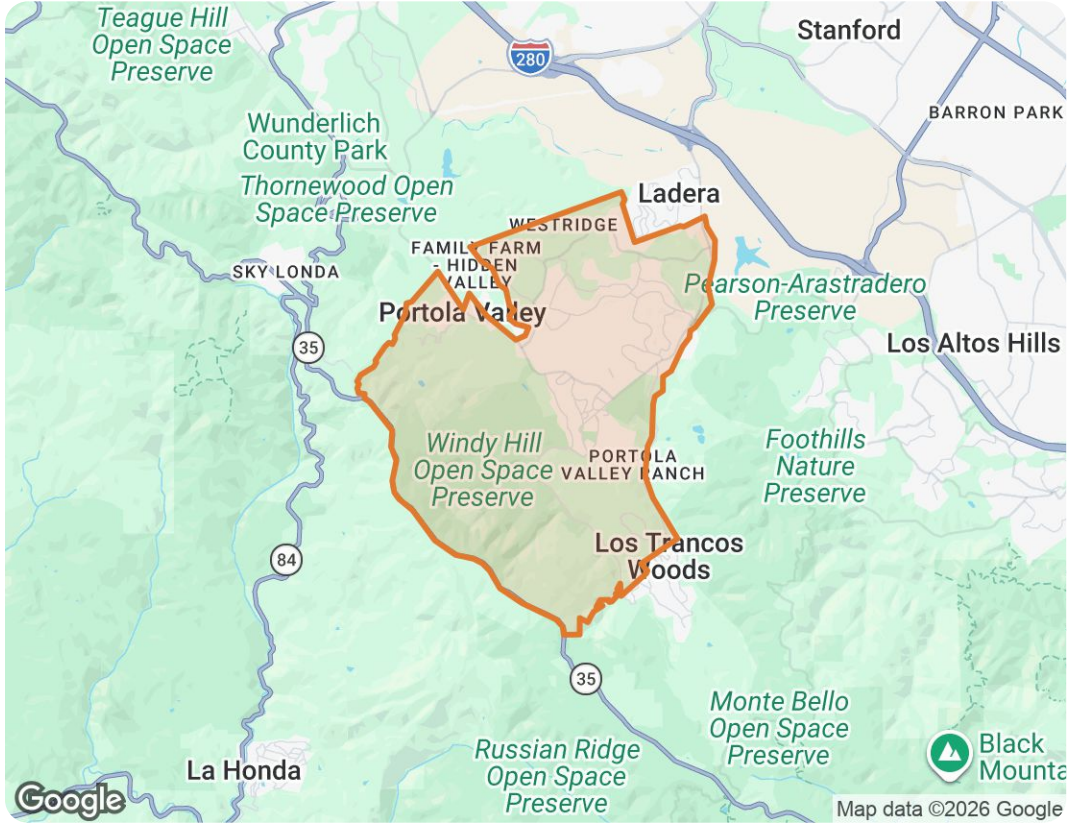 Teague Hill
Open Space
Preserve
Stanford
280
BARRON PARK
Wunderlich
County Park
Thornewood Open
Space Preserve
Ladera
WESTRIDGE
FAMILY FARM
- HIDDEN
VALLEY
SKY LONDA
Pearson-Arastradero
Preserve
Portola Valley
35
Los Altos Hills
Windy Hill
Open Space
Preserve
PORTOLA
VALLEY RANCH
Foothills
Nature
Preserve
Los Trancos
Woods
84
35
Monte Bello
Open Space
Preserve
Russian Ridge
Open Space
Preserve
La Honda
Black
Mounta
Google
Map data ©2026 Google